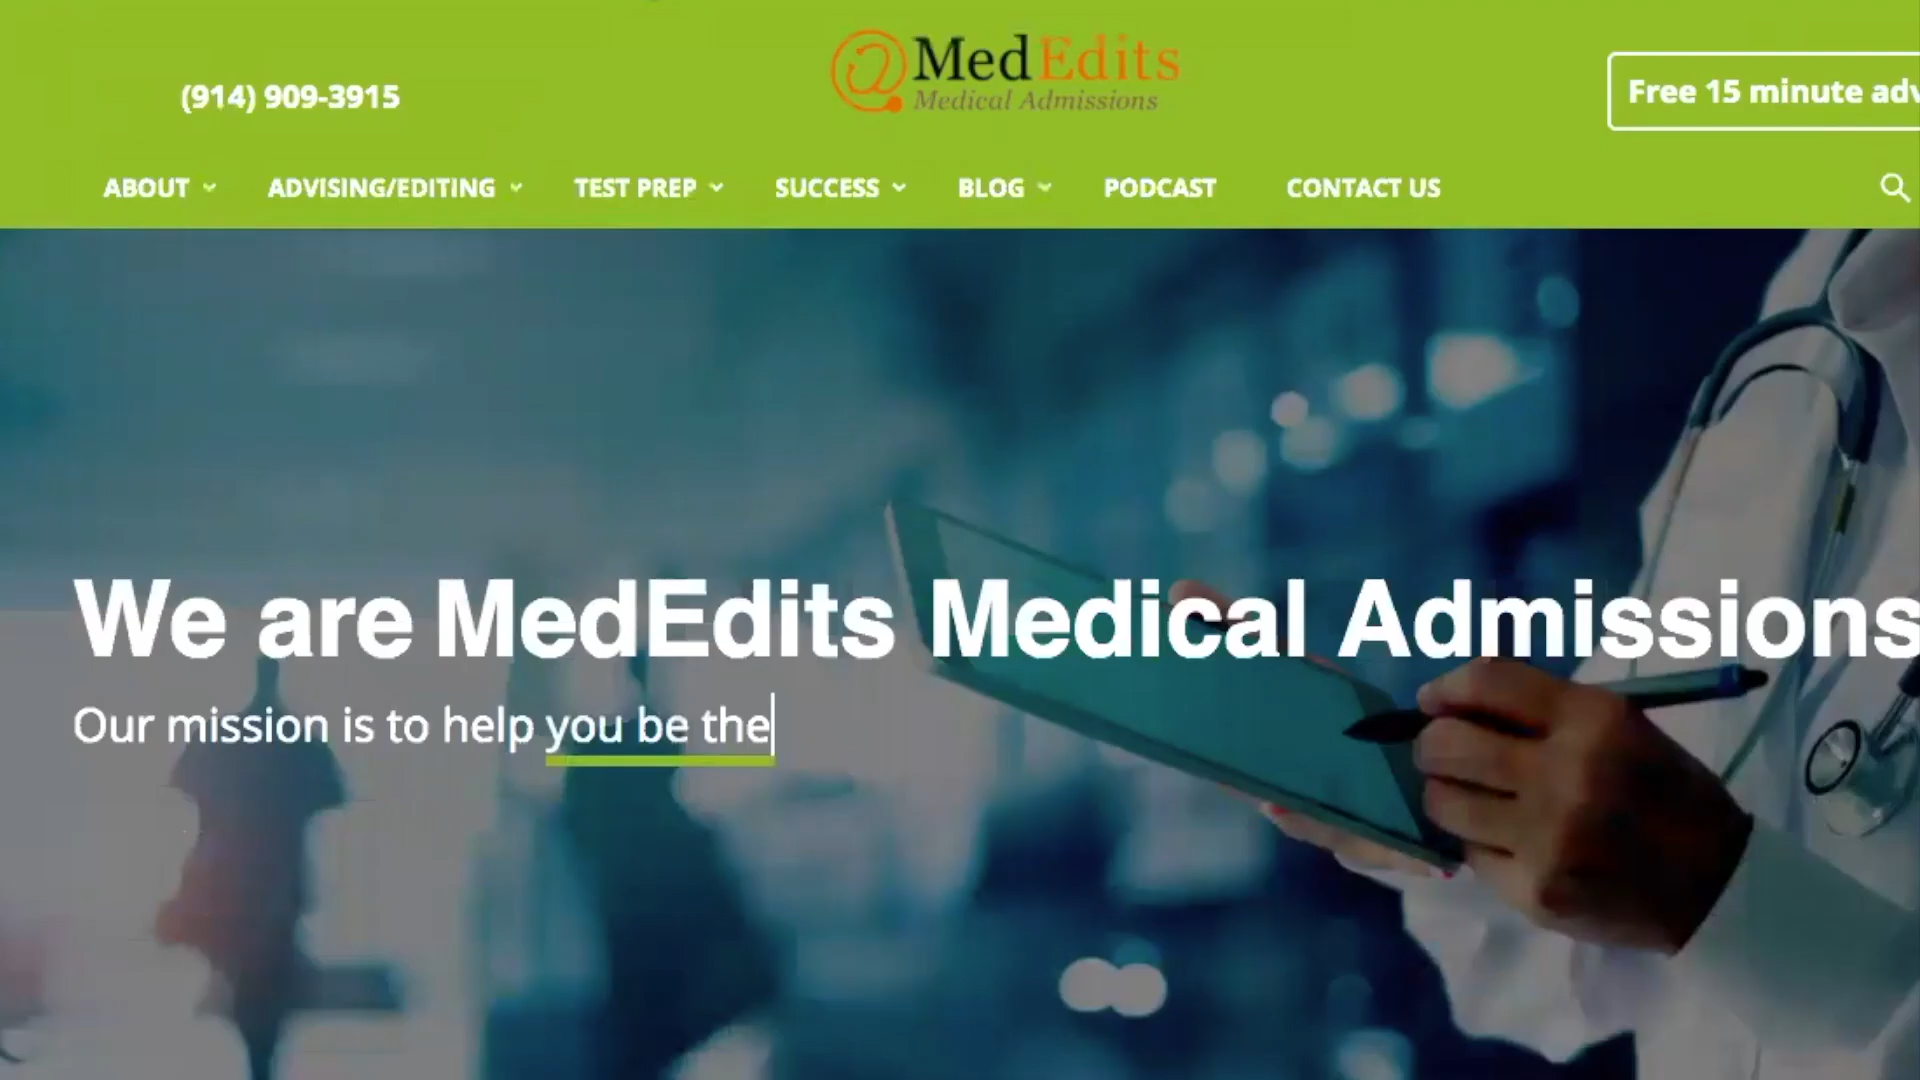 MedEdits
Medical Admissions
(914) 909-3915
Free 15 minute
ABOUT ADVISING/EDITING TEST PREP SUCCESS BLOG PODCAST CONTACT US
We are MedEdits Medical Admissions
Our mission is to help you be the